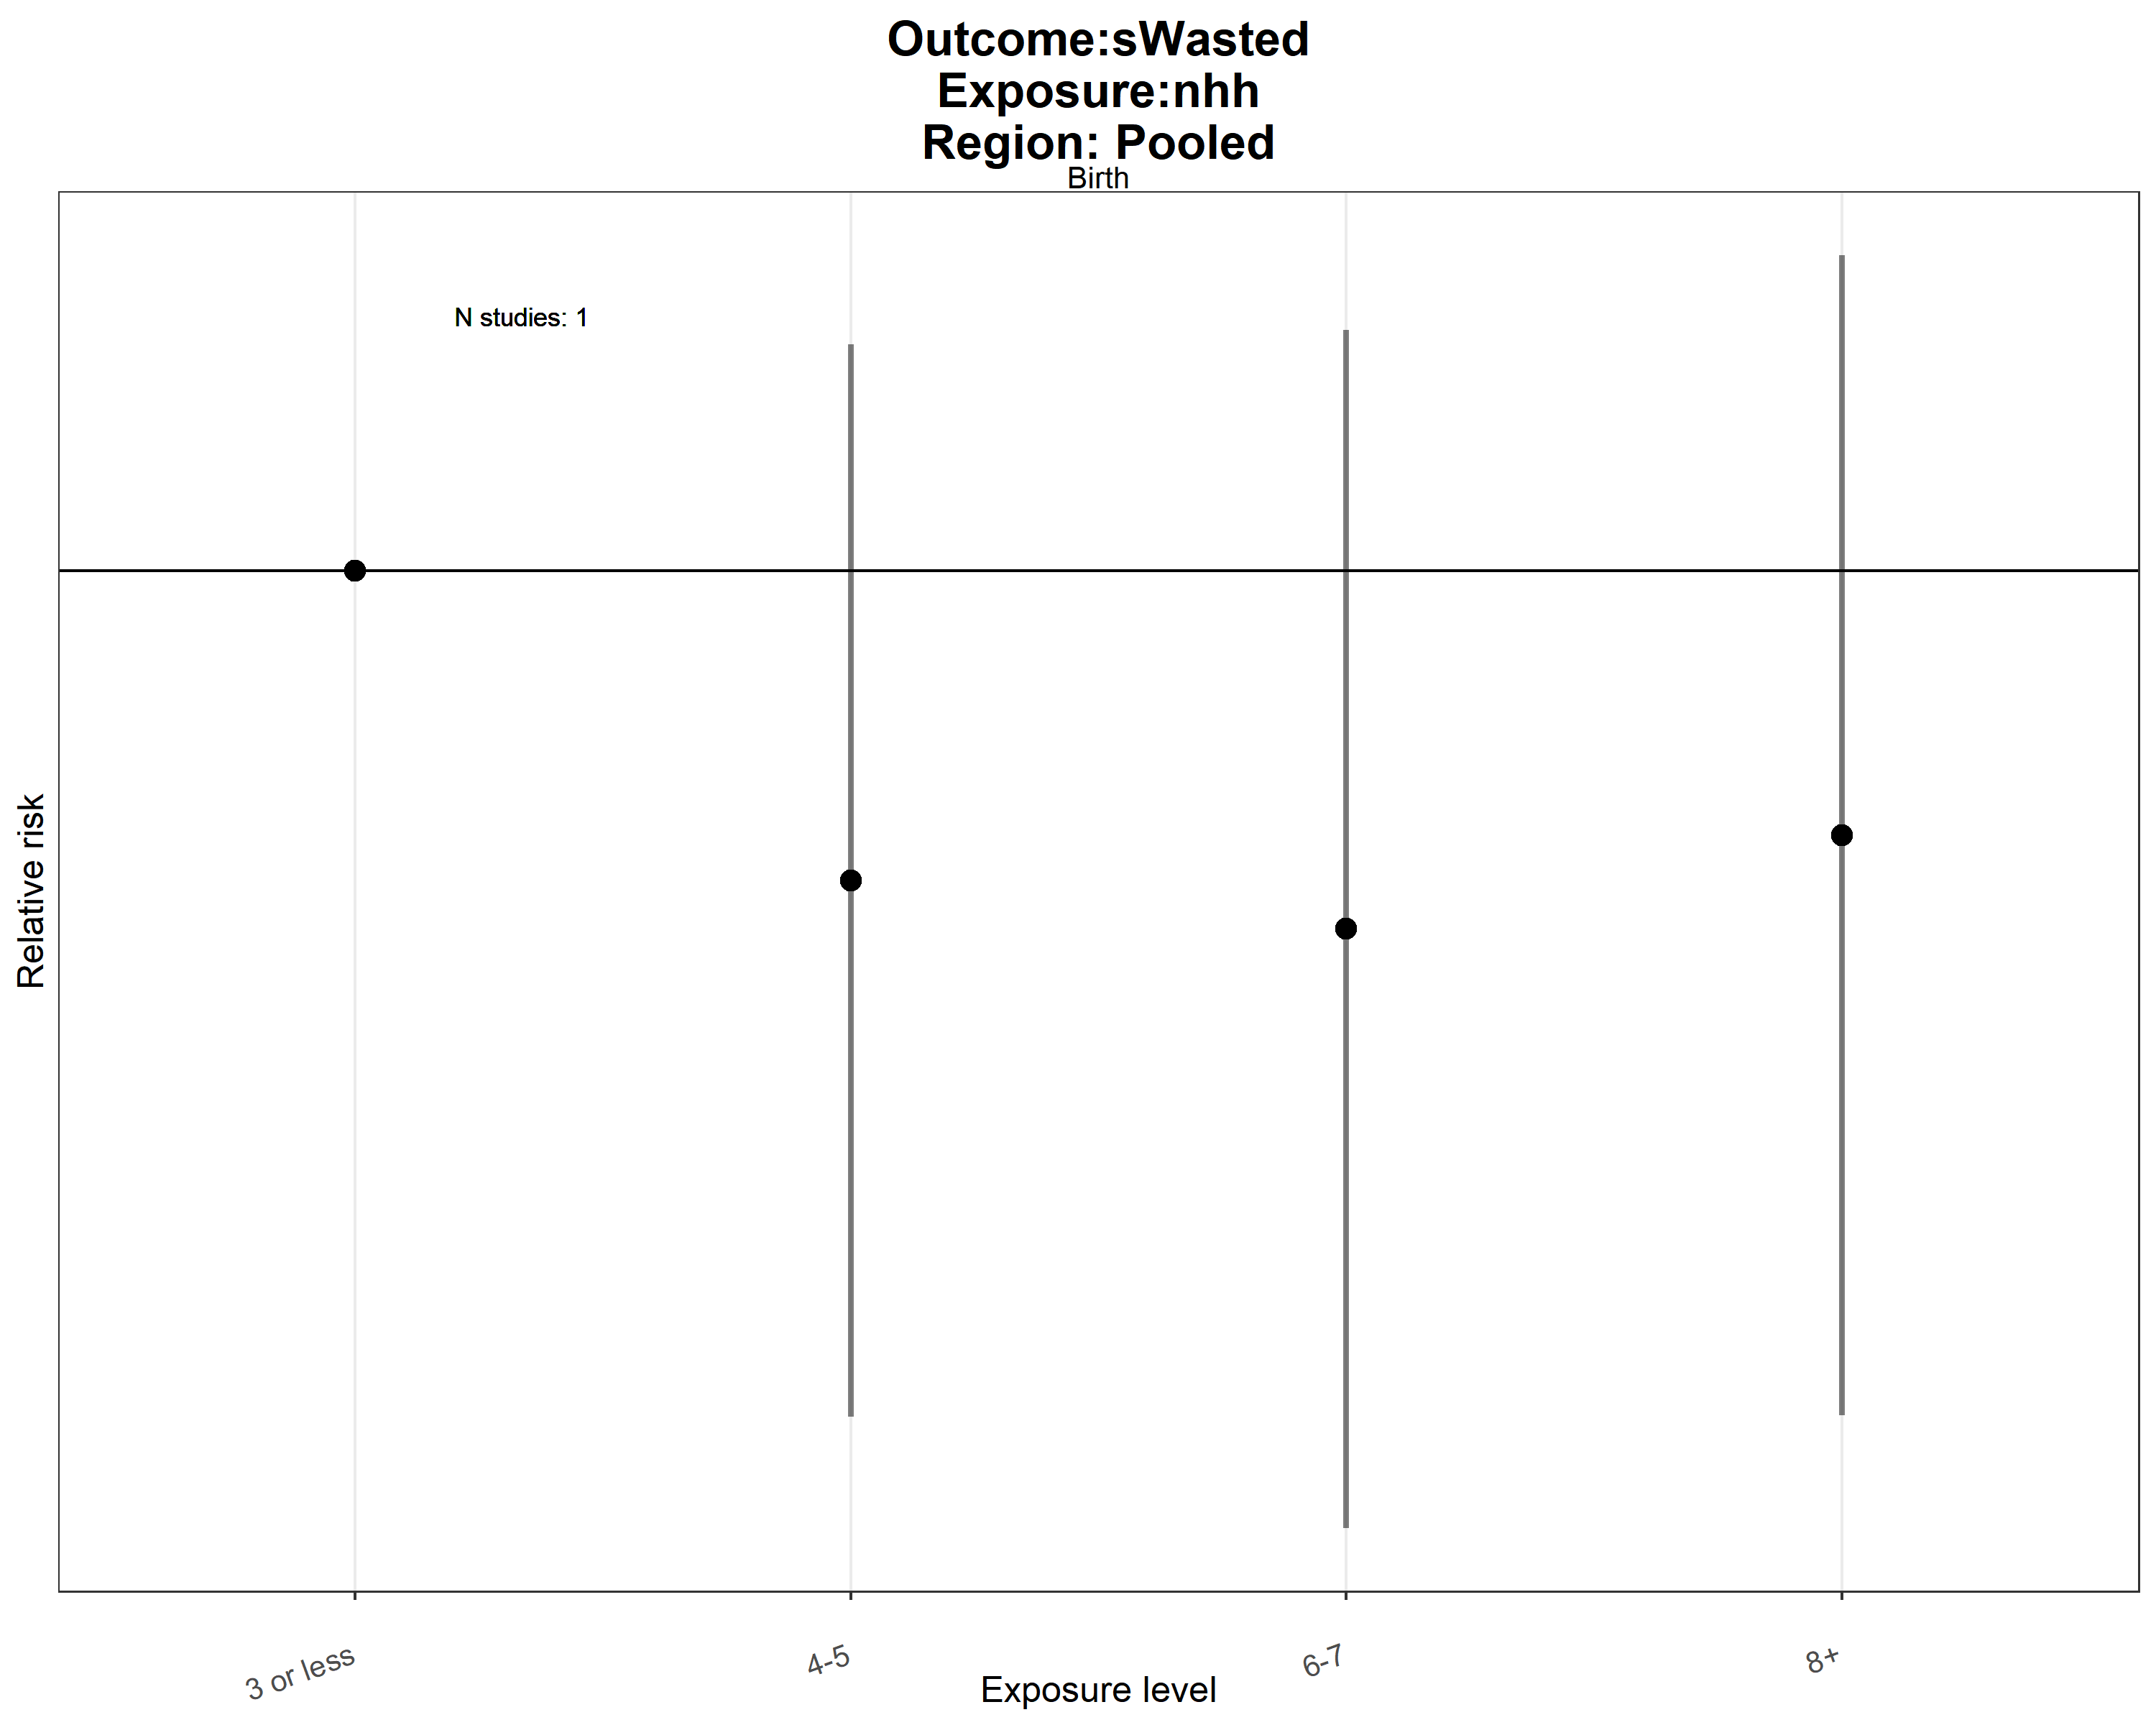 Outcome:sWasted
Exposure:nhh
Region: Pooled
Birth
N studies: 1
Relative risk
3 or less
4-5
6-7
8+
Exposure level